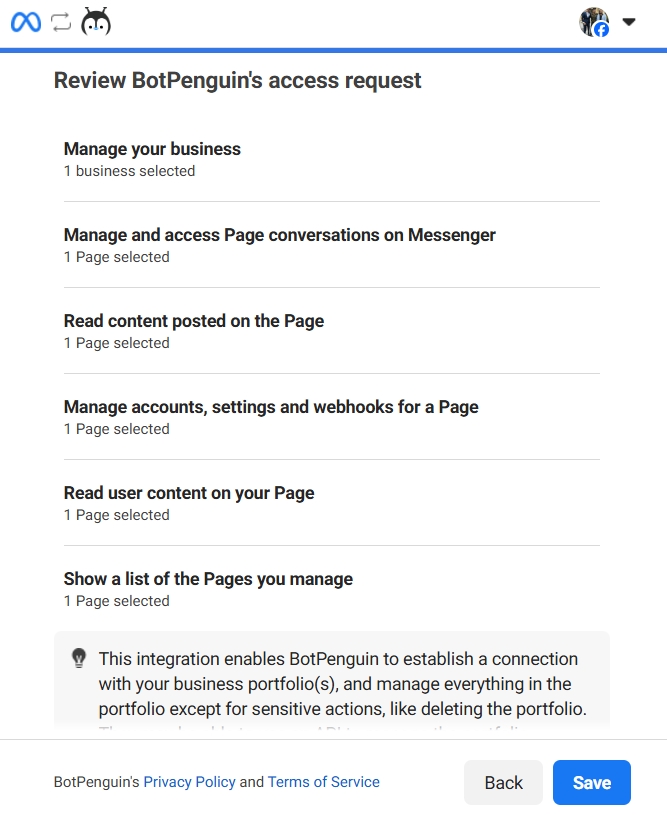 Review BotPenguin's access request
Manage your business
1 business selected
Manage and access Page conversations on Messenger
1 Page selected
Read content posted on the Page
1 Page selected
Manage accounts, settings and webhooks for a Page
1 Page selected
Read user content on your Page
1 Page selected
Show a list of the Pages you manage
1 Page selected
This integration enables BotPenguin to establish a connection
with your business portfolio(s), and manage everything in the
portfolio except for sensitive actions, like deleting the portfolio.
BotPenguin's Privacy Policy and Terms of Service
Back
Save